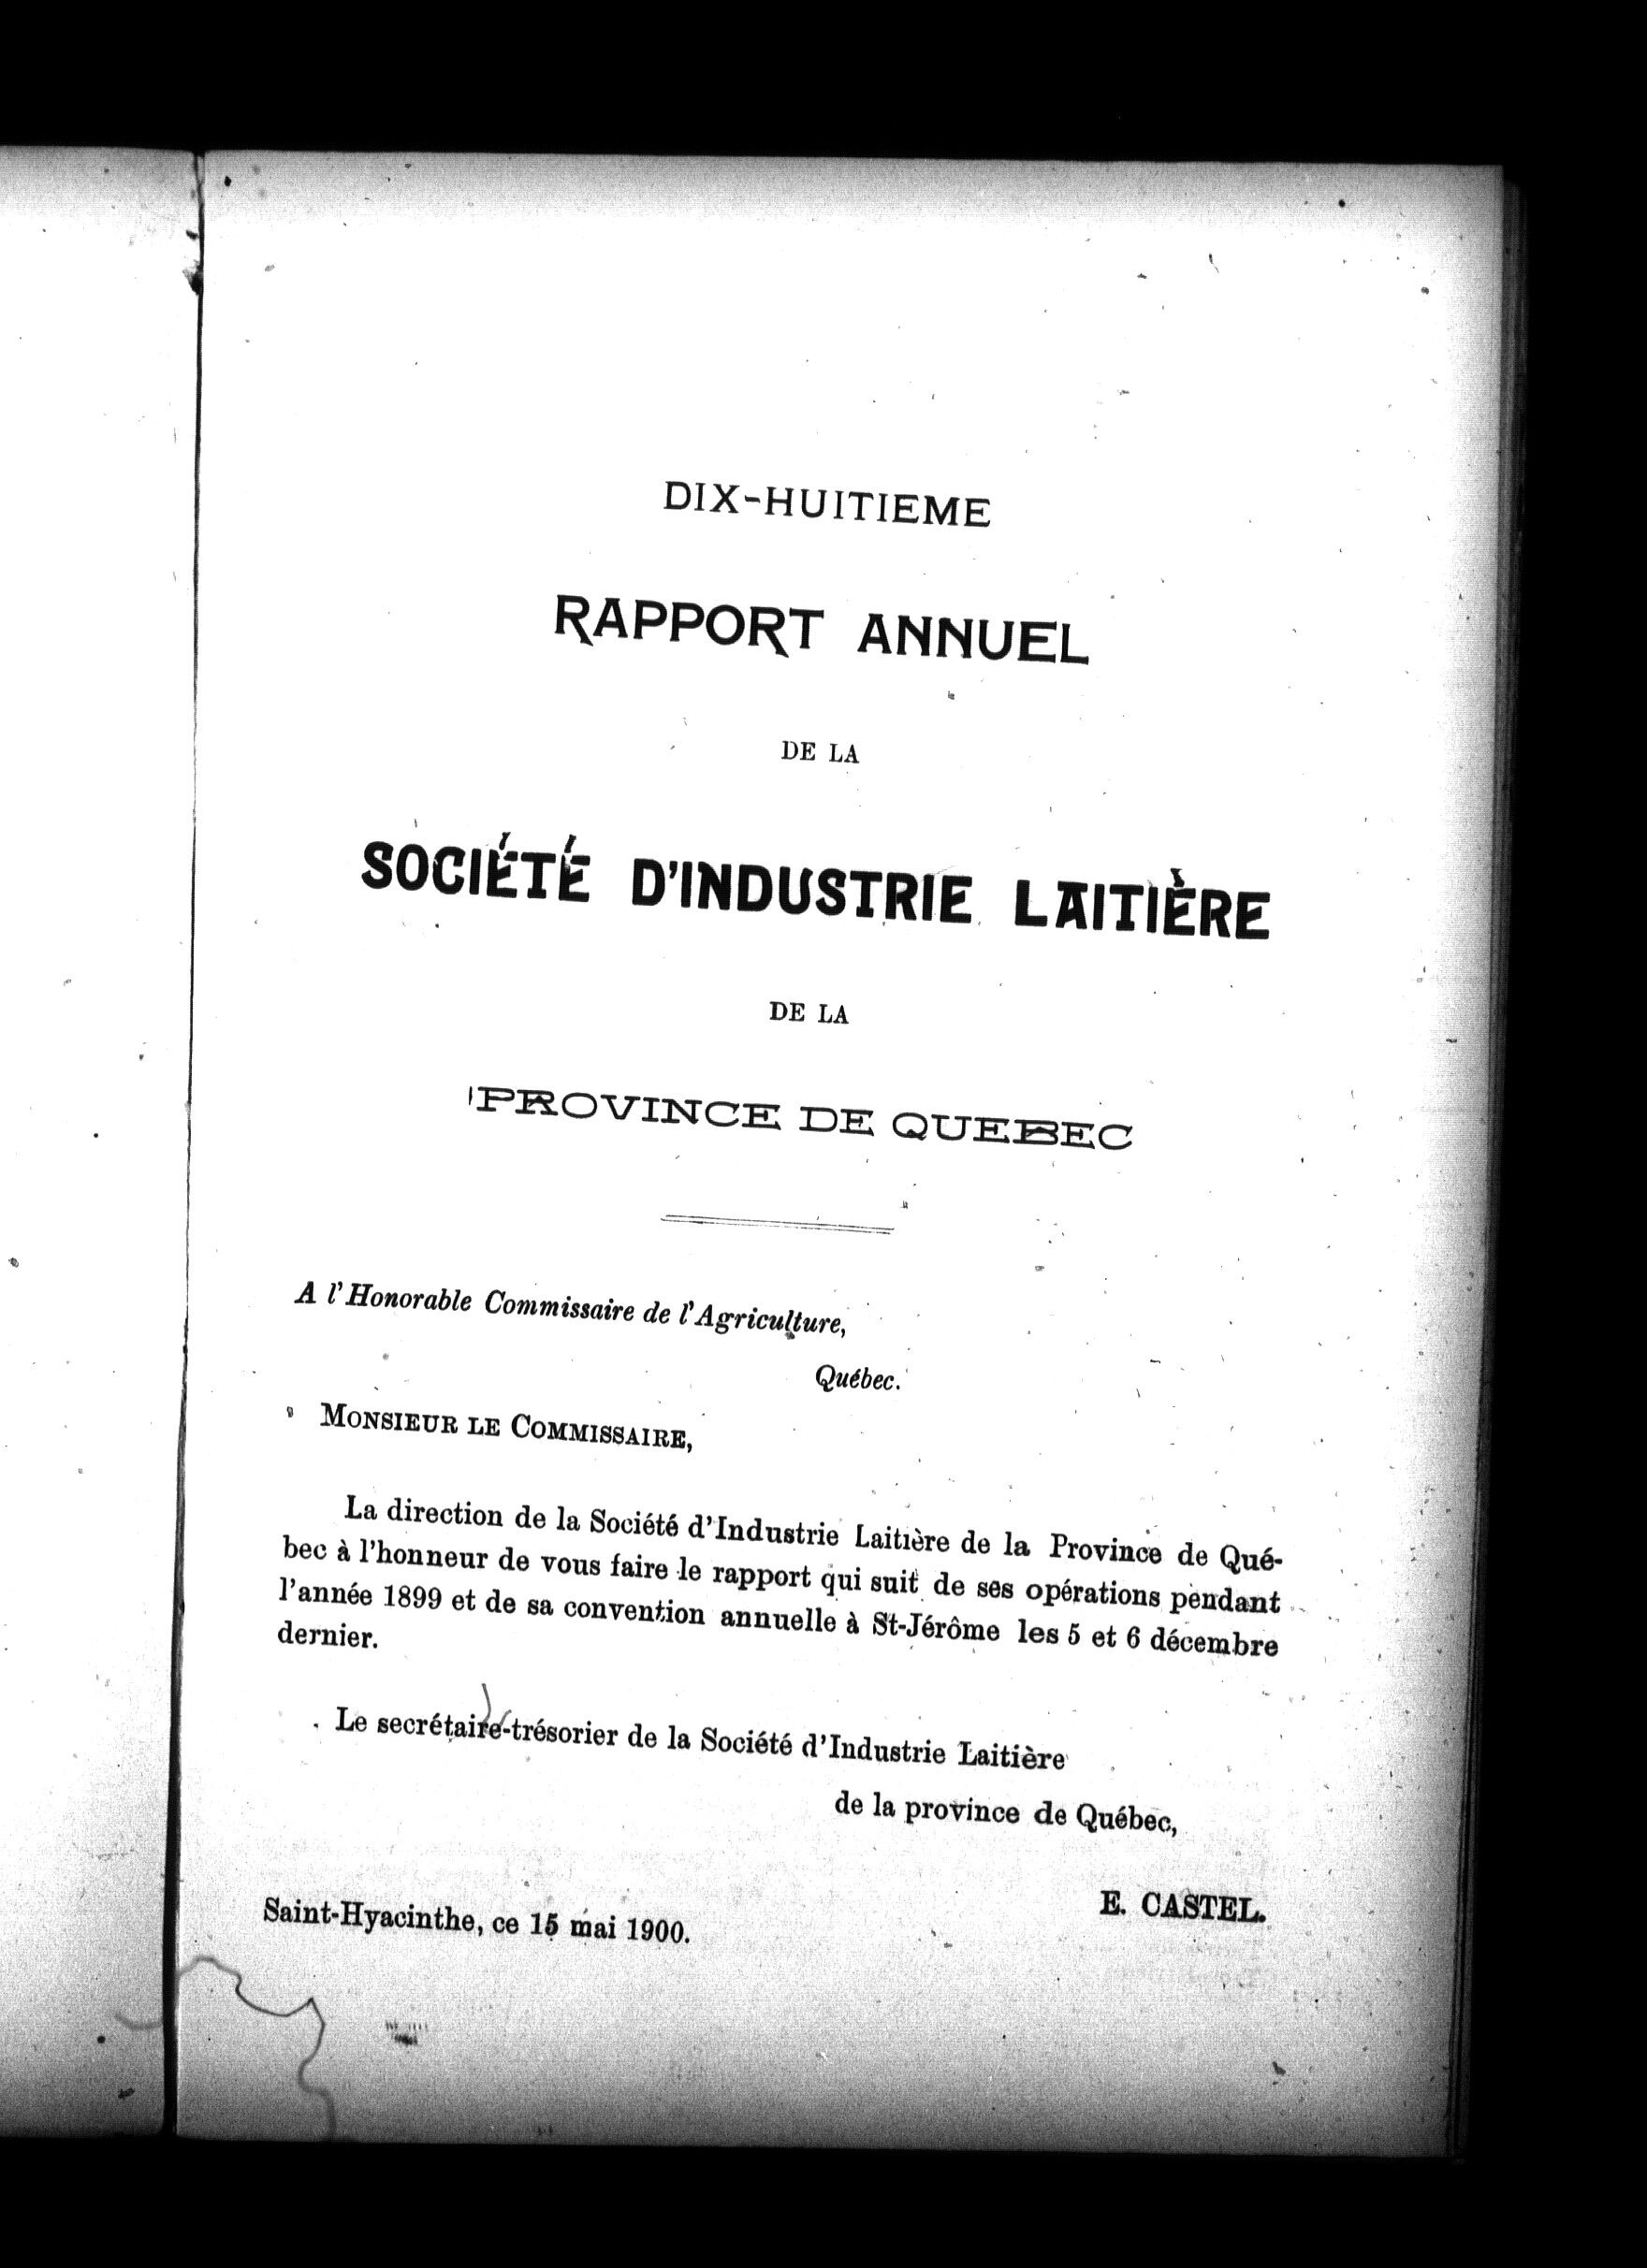 DIX-HUITIEME
RAPPORT ANNUEL
DE LA
SOCIÉTÉ D'INDUSTRIE LAITIÈRE
DE LA
PROVINCE DE QUEBEC
A l'Honorable Commissaire de l'Agriculture,
Québec.
MONSIEUR LE COMMISSAIRE,
La direction de la Société d'Industrie Laitière de la Province de Qué-
bec à l'honneur de vous faire le rapport qui suit de ses opérations pendant
l'année 1899 et de sa convention annuelle à St-Jérôme les 5 et 6 décembre
dernier.
Le secrétaire-trésorier de la Société d'Industrie Laitière
de la province de Québec,
E. CASTEL.
Saint-Hyacinthe, ce 15 mai 1900.